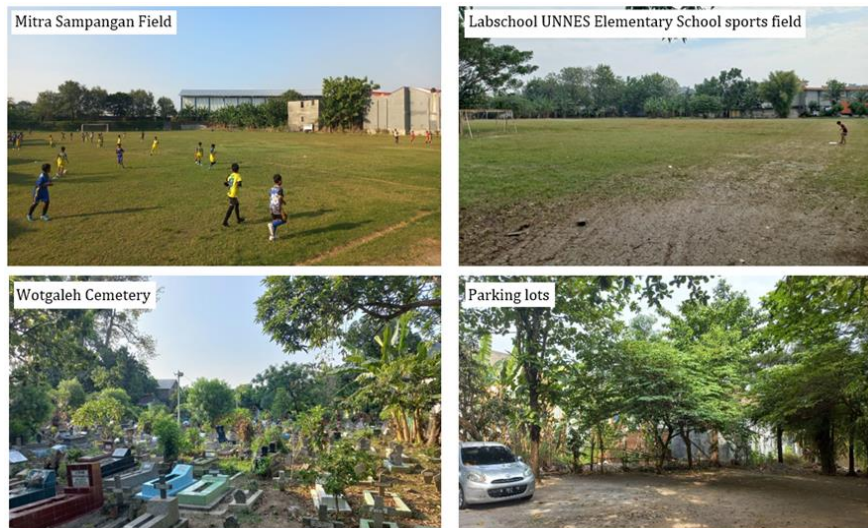 Mitra Sampangan Field
Labschool UNNES Elementary School sports field
Wotgaleh Cemetery
Parking lots